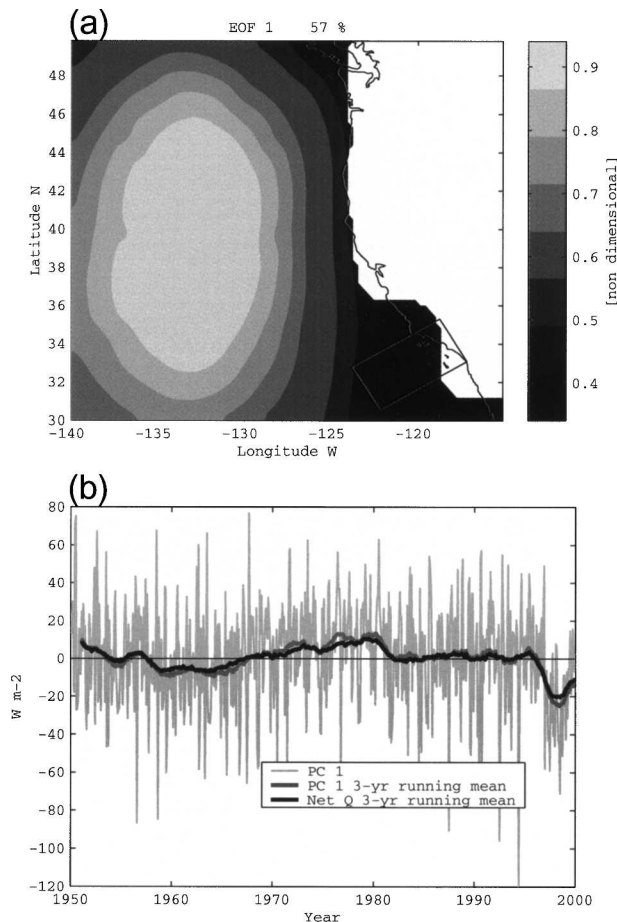 (a)
EOF 1 57 %
48
46
44
42
40
38
36
34
32
30
Latitude N
-140 -135 -130 -125 -120
Longitude W
0.9
0.8
0.7
0.6
0.5
0.4
[non dimensional]
(b)
80
60
40
20
0
-20
-40
-60
-80
-100
-120
W m-2
PC 1
PC 1 3-yr running mean
Net Q 3-yr running mean
1950 1960 1970 1980 1990 2000
Year